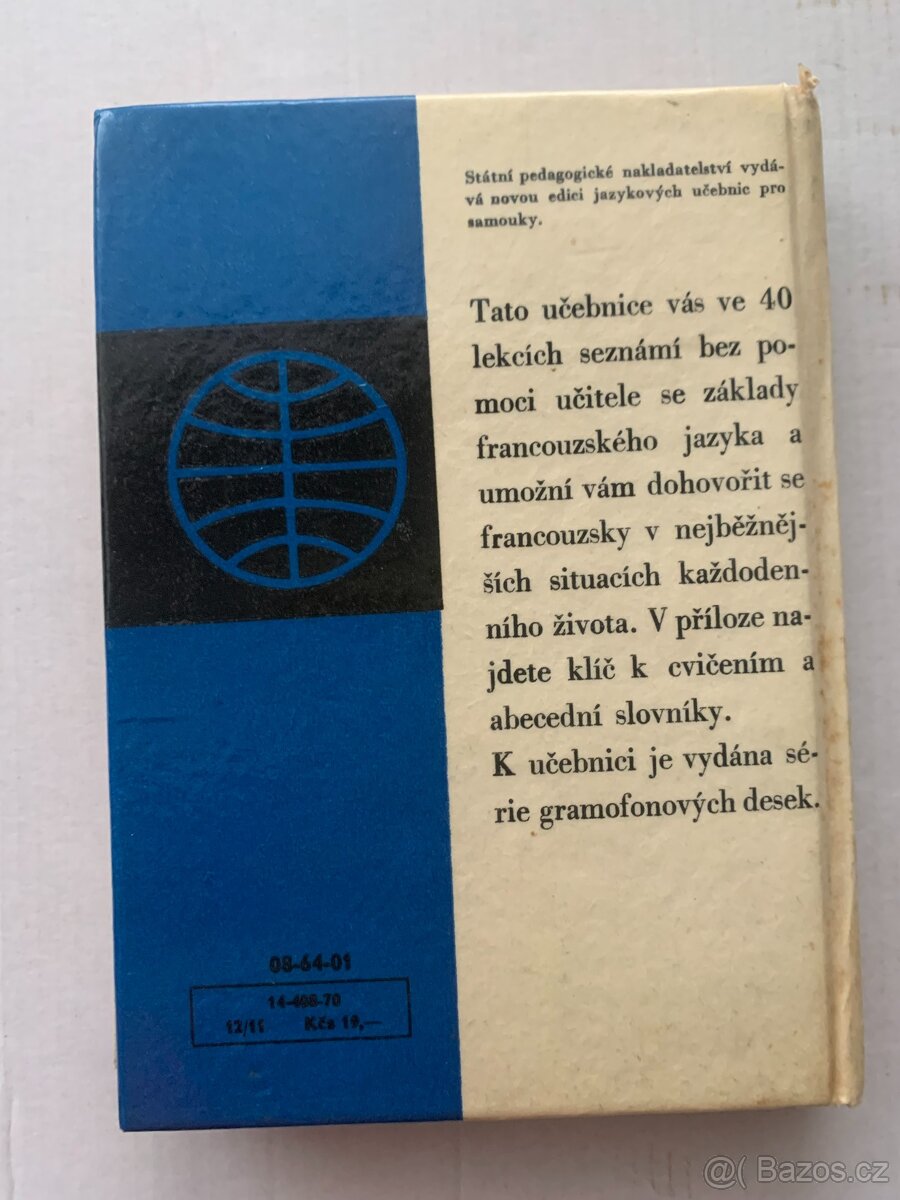 Státní pedagogické nakladatelství vydá-
vá novou edici jazykových učebnic pro
samouky.
Tato učebnice vás ve 40
lekcích seznámí bez po-
moci učitele se základy
francouzského jazyka a
umožní vám dohovořit se
francouzsky v nejběžněj-
ších situacích každoden-
ního života. V příloze na-
jdete klíč k cvičením a
abecední slovníky.
K učebnici je vydána sé-
rie gramofonových desek.
08-64-01
14-408-70
12/11 Kčs 19,—
@( Bazos.cz